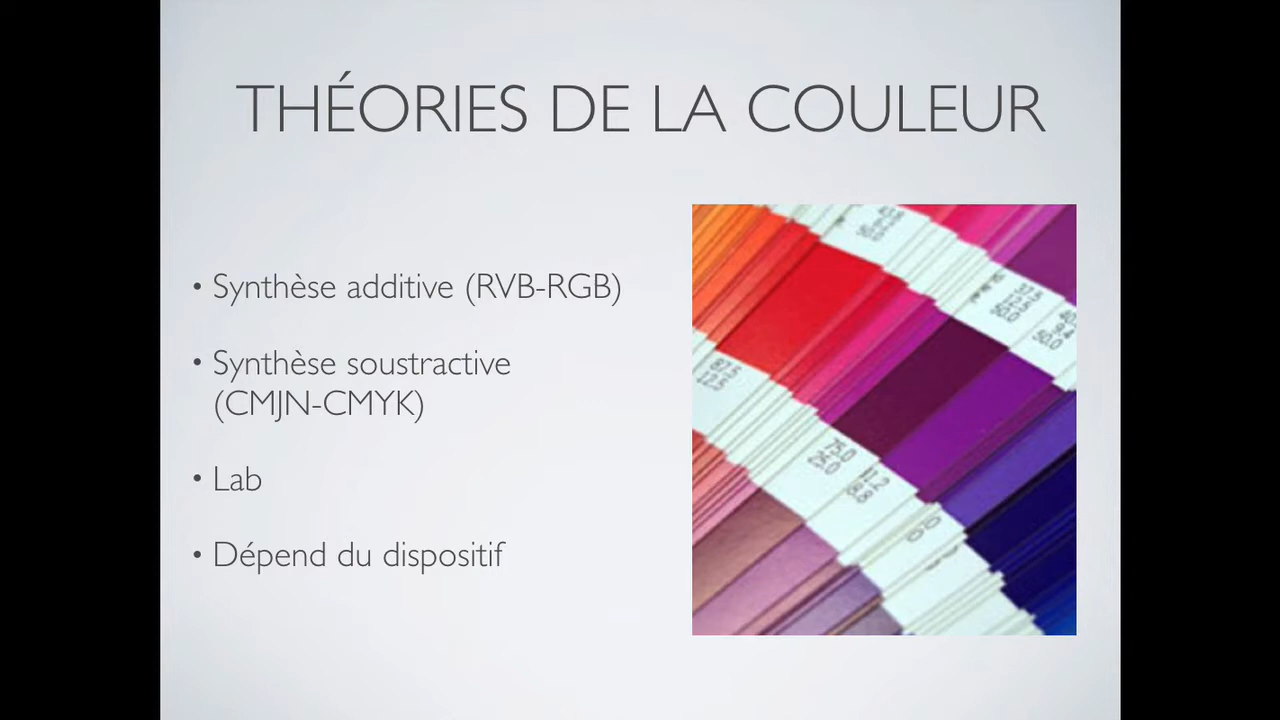 THÉORIES DE LA COULEUR
• Synthèse additive (RVB-RGB)
• Synthèse soustractive
(CMJN-CMYK)
• Lab
• Dépend du dispositif